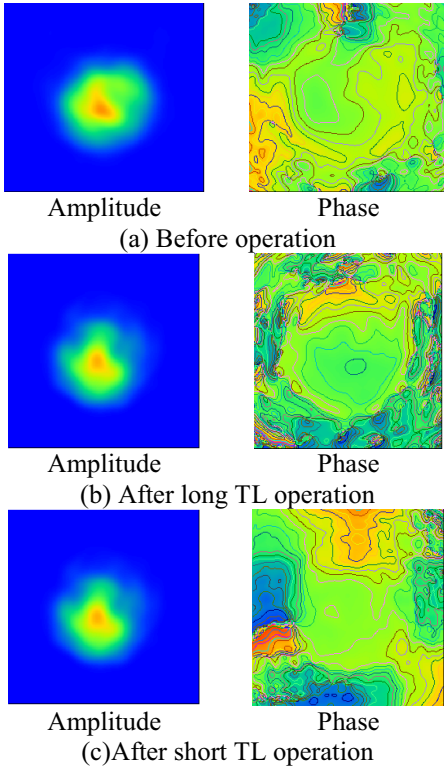 Amplitude Phase
(a) Before operation
Amplitude Phase
(b) After long TL operation
Amplitude Phase
(c)After short TL operation